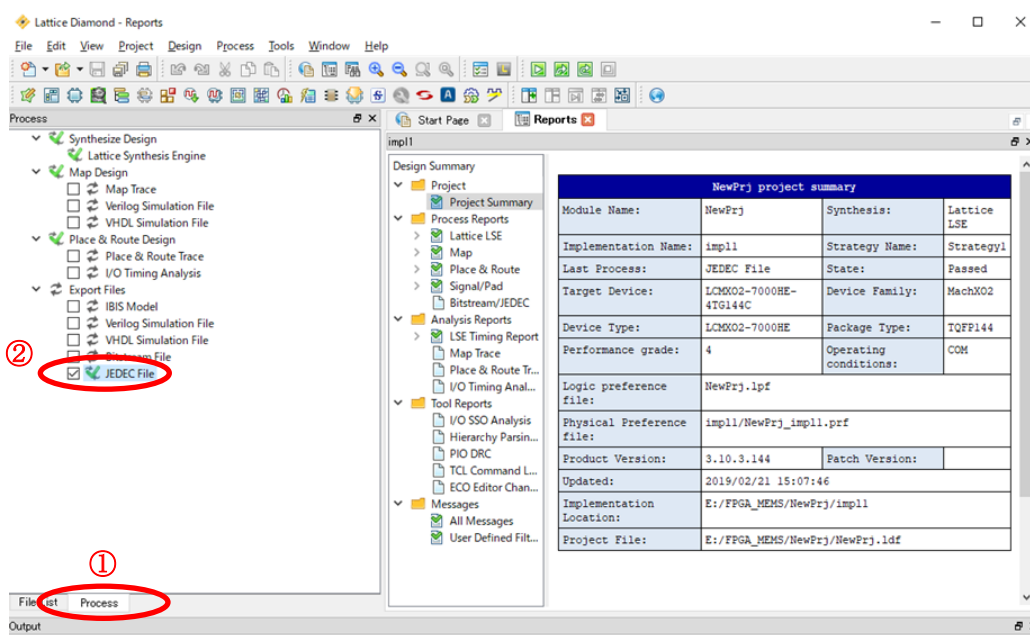 Lattice Diamond - Reports
File Edit View Project Design Process Tools Window Help
Process
Synthesize Design
Lattice Synthesis Engine
Map Design
Map Trace
Verilog Simulation File
VHDL Simulation File
Place & Route Design
Place & Route Trace
I/O Timing Analysis
Export Files
IBIS Model
Verilog Simulation File
VHDL Simulation File
② Bitstream File
JEDEC File
①
File List Process
Output
Start Page Reports
impl1
Design Summary
Project
Project Summary
Process Reports
Lattice LSE
Map
Place & Route
Signal/Pad
Bitstream/JEDEC
Analysis Reports
LSE Timing Report
Map Trace
Place & Route Tr...
I/O Timing Anal...
Tool Reports
I/O SSO Analysis
Hierarchy Parsin...
PIO DRC
TCL Command L...
ECO Editor Chan...
Messages
All Messages
User Defined Filt...
NewPrj project summary
Module Name: NewPrj Synthesis: Lattice
LSE
Implementation Name: impl1 Strategy Name: Strategy1
Last Process: JEDEC File State: Passed
Target Device: LCMXO2-7000HE- Device Family: MachXO2
4TG144C
Device Type: LCMXO2-7000HE Package Type: TQFP144
Performance grade: 4 Operating COM
conditions:
Logic preference NewPrj.lpf
file:
Physical Preference impl1/NewPrj_impl1.prf
file:
Product Version: 3.10.3.144 Patch Version:
Updated: 2019/02/21 15:07:46
Implementation E:/FPGA_MEMS/NewPrj/impl1
Location:
Project File: E:/FPGA_MEMS/NewPrj/NewPrj.ldf